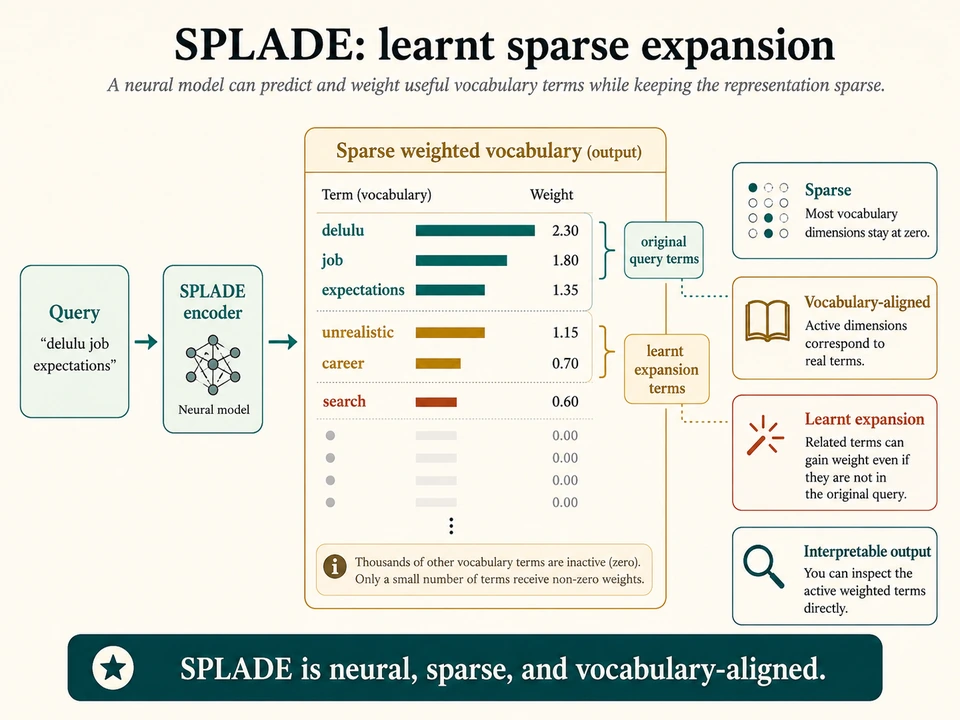 SPLADE: learnt sparse expansion
A neural model can predict and weight useful vocabulary terms while keeping the representation sparse.
Query
“delulu job
expectations”
SPLADE
encoder
Neural model
Sparse weighted vocabulary (output)
Term (vocabulary) Weight
delulu 2.30
job 1.80
expectations 1.35
unrealistic 1.15
career 0.70
search 0.60
0.00
0.00
0.00
0.00
i Thousands of other vocabulary terms are inactive (zero).
Only a small number of terms receive non-zero weights.
original
query terms
learnt
expansion
terms
Sparse
Most vocabulary
dimensions stay at zero.
Vocabulary-aligned
Active dimensions
correspond to
real terms.
Learnt expansion
Related terms can
gain weight even if
they are not in
the original query.
Interpretable output
You can inspect the
active weighted terms
directly.
SPLADE is neural, sparse, and vocabulary-aligned.